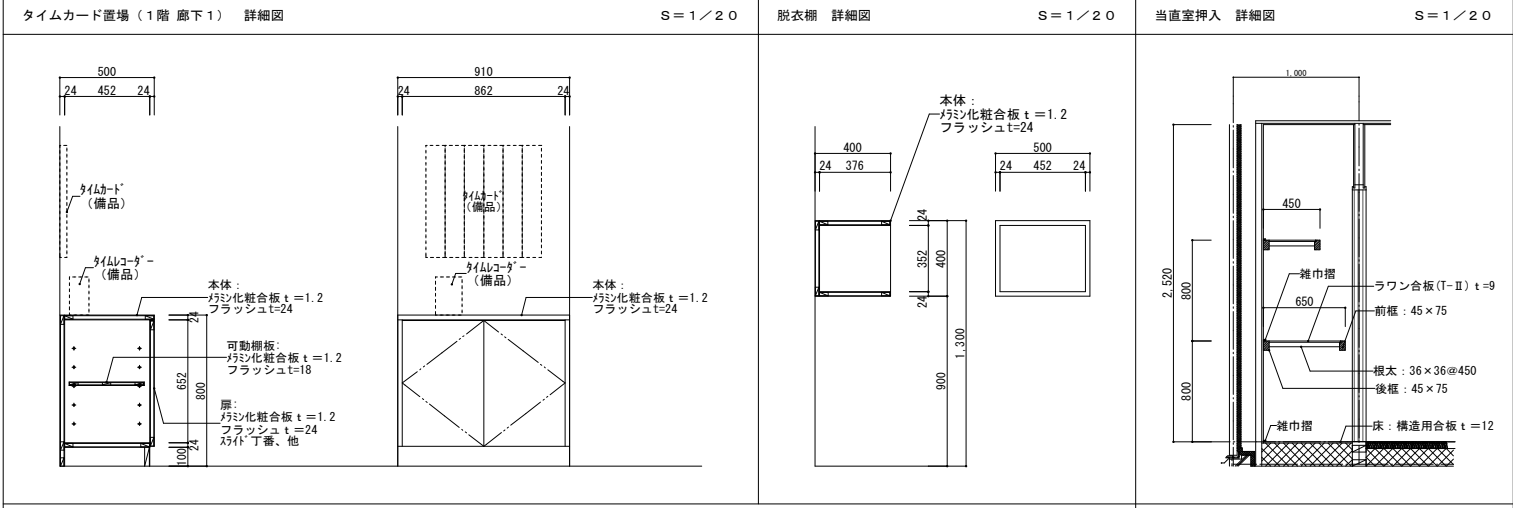 タイムカード置場（1階 廊下1） 詳細図 S=1/20
500
24 452 24
910
24 862 24
ﾀｲﾑｶｰﾄﾞ
(備品)
ﾀｲﾑｶｰﾄﾞ
(備品)
ﾀｲﾑﾚｺｰﾀﾞｰ
(備品)
ﾀｲﾑﾚｺｰﾀﾞｰ
(備品)
本体：
ﾒﾗﾐﾝ化粧合板ｔ=1.2
フラッシュt=24
可動棚板:
ﾒﾗﾐﾝ化粧合板ｔ=1.2
フラッシュt=18
扉:
ﾒﾗﾐﾝ化粧合板ｔ=1.2
フラッシュｔ=24
ｽﾗｲﾄﾞ丁番、他
24
652
24
100
800
本体：
ﾒﾗﾐﾝ化粧合板ｔ=1.2
フラッシュt=24
脱衣棚 詳細図 S=1/20
本体：
ﾒﾗﾐﾝ化粧合板ｔ=1.2
フラッシュt=24
400
24 376
500
24 452 24
24
352
24
400
900
1,300
当直室押入 詳細図 S=1/20
1,000
2,520
450
800
雑巾摺
ラワン合板(T-Ⅱ) t=9
650
前框：45×75
800
根太：36×36@450
後框：45×75
雑巾摺
床：構造用合板ｔ=12